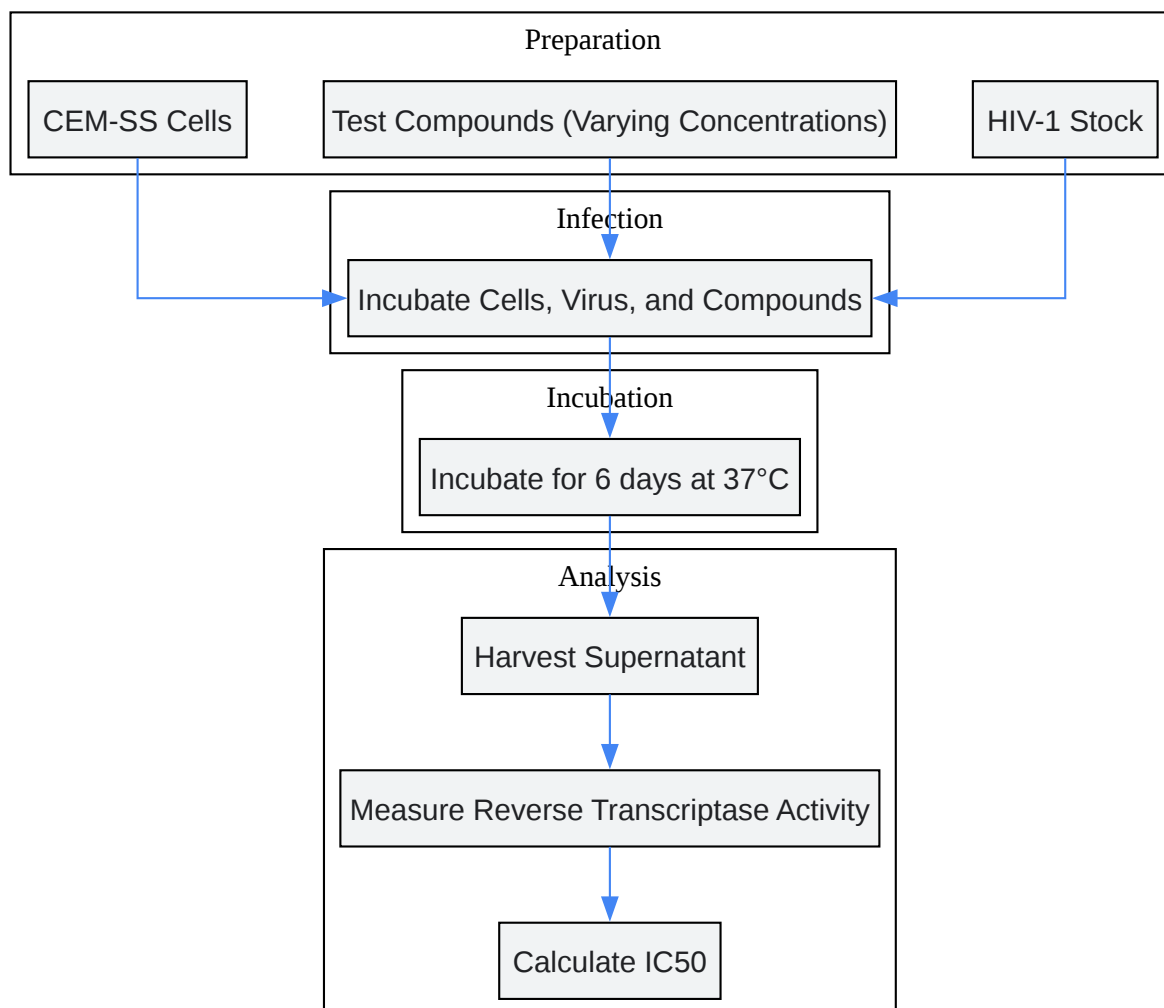 Preparation
CEM-SS Cells
Test Compounds (Varying Concentrations)
HIV-1 Stock
Infection
Incubate Cells, Virus, and Compounds
Incubation
Incubate for 6 days at 37°C
Analysis
Harvest Supernatant
Measure Reverse Transcriptase Activity
Calculate IC50